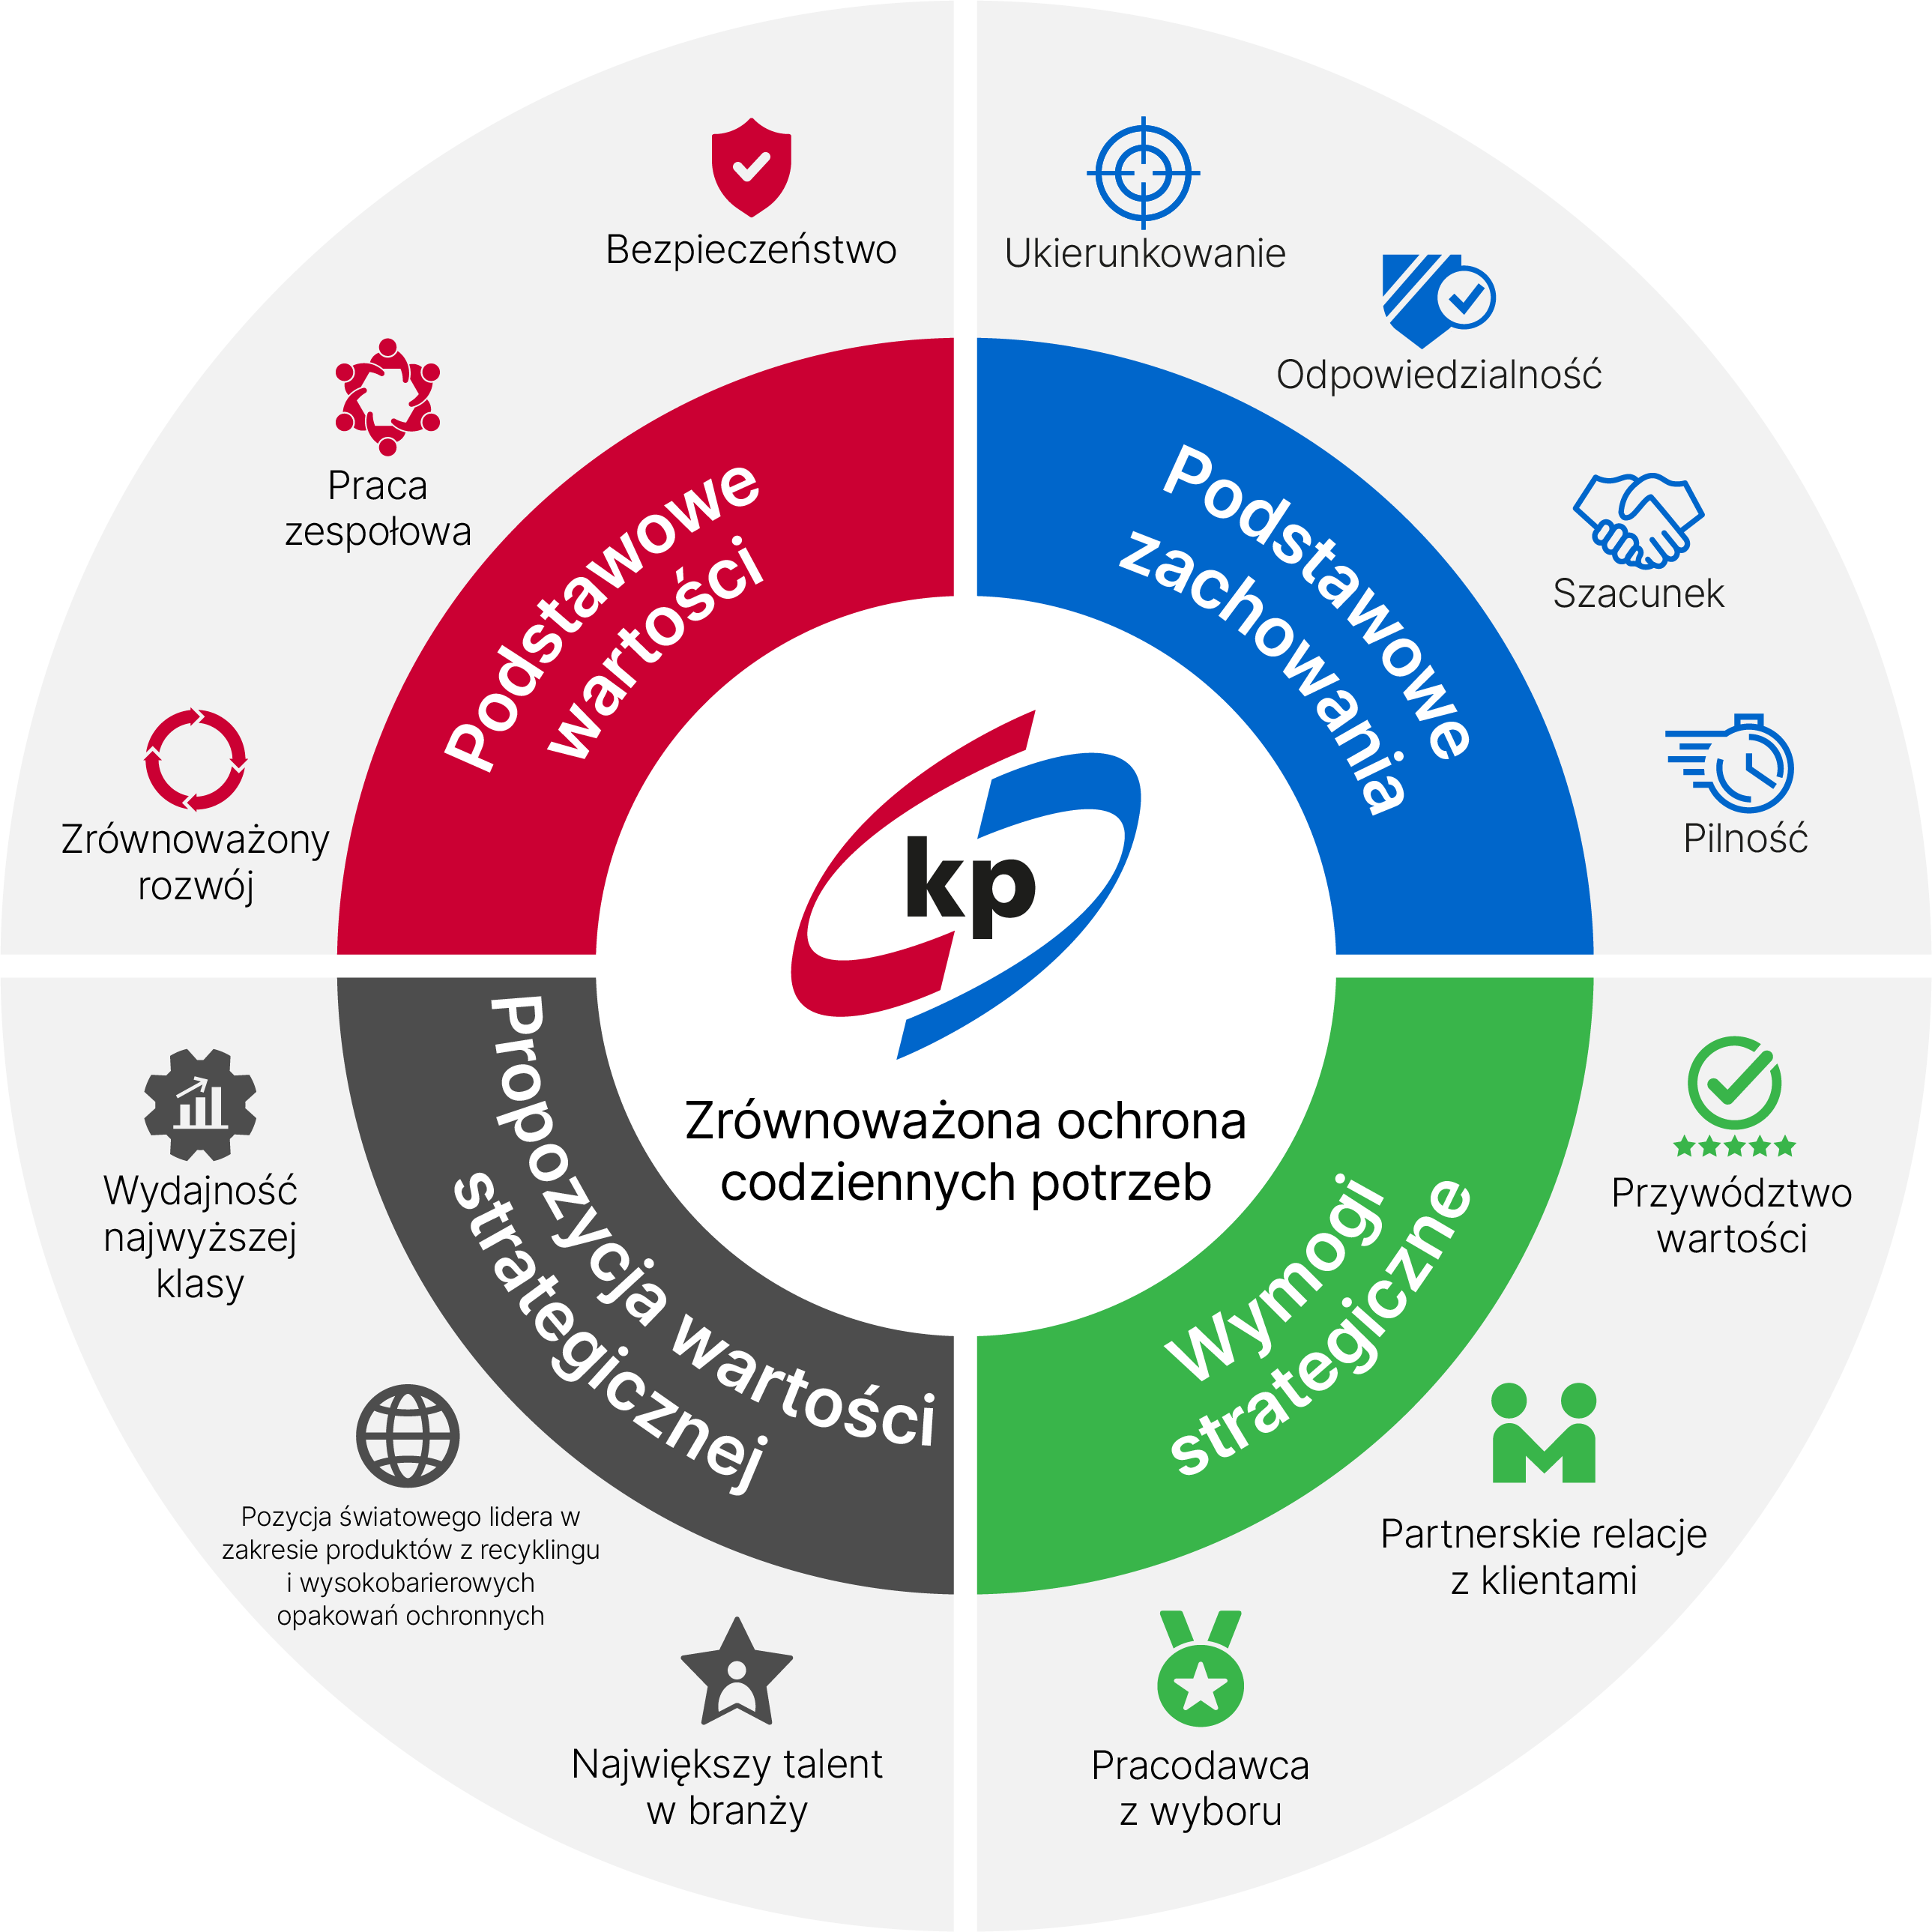 Podstawowe
wartości
Bezpieczeństwo
Praca
zespołowa
Zrównoważony
rozwój
Podstawowe
zachowania
Ukierunkowanie
Odpowiedzialność
Szacunek
Pilność
kp
Zrównoważona ochrona
codziennych potrzeb
Propozycja wartości
strategicznej
Wydajność
najwyższej
klasy
Pozycja światowego lidera w
zakresie produktów z recyklingu
i wysokobarierowych
opakowań ochronnych
Największy talent
w branży
Wymogi
strategiczne
Przywództwo
wartości
Partnerskie relacje
z klientami
Pracodawca
z wyboru